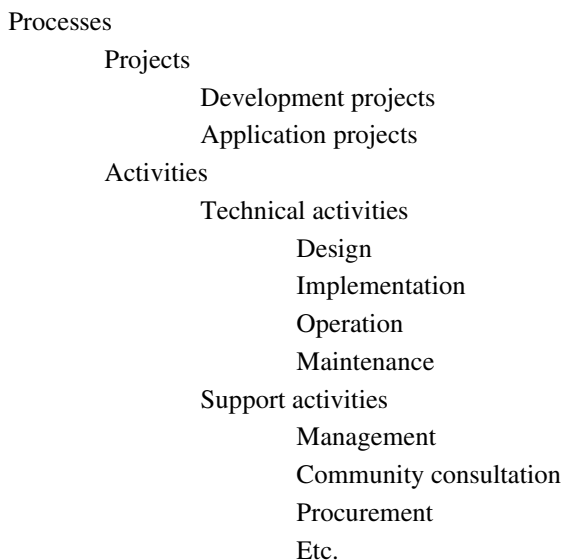 Processes
Projects
Development projects
Application projects
Activities
Technical activities
Design
Implementation
Operation
Maintenance
Support activities
Management
Community consultation
Procurement
Etc.